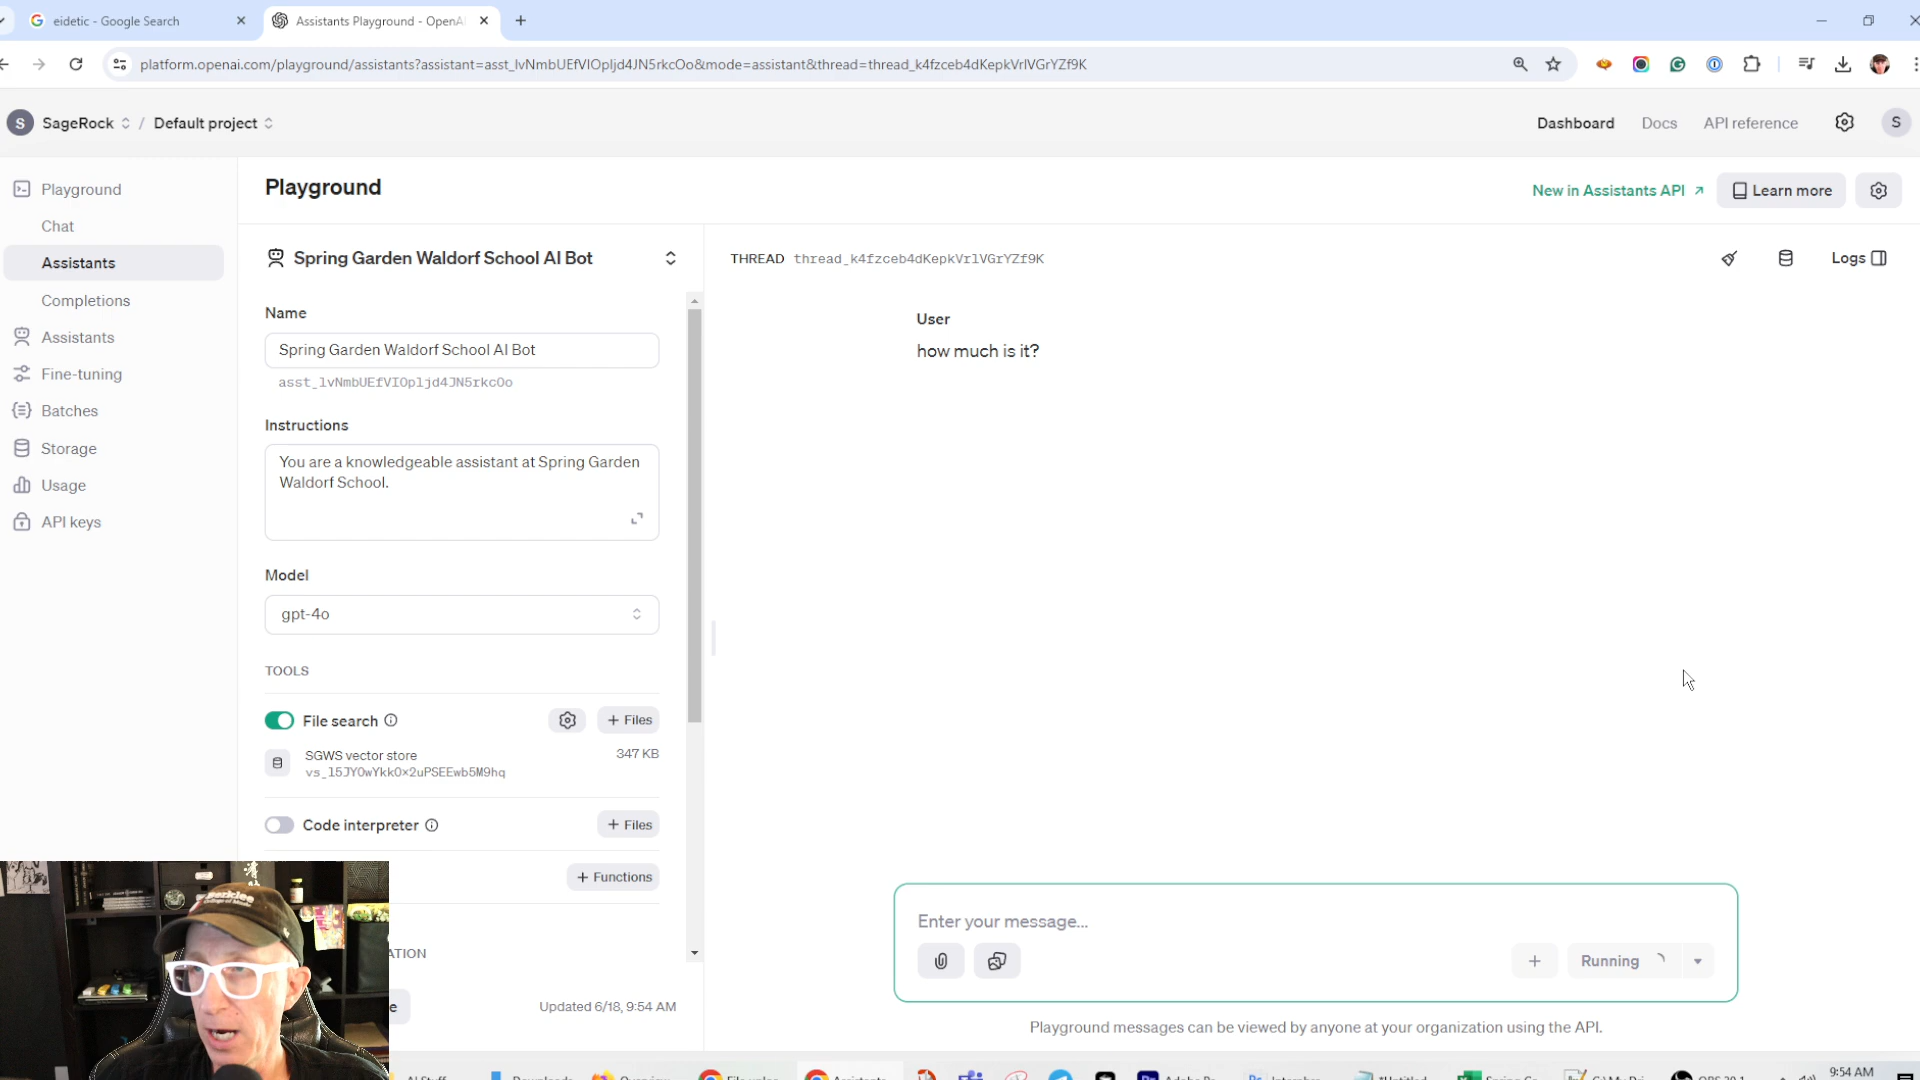 eidetic - Google Search
Assistants Playground - OpenA
platform.openai.com/playground/assistants?assistant=asst_lvNmbUEfVIOpljd4JN5rkcOo&mode=assistant&thread=thread_k4fzceb4dKepkVrlVGrYZf9K
S SageRock / Default project
Dashboard Docs API reference S
Playground
Chat
Assistants
Completions
Assistants
Fine-tuning
Batches
Storage
Usage
API keys
Playground
New in Assistants API Learn more
Spring Garden Waldorf School AI Bot
Name
Spring Garden Waldorf School AI Bot
asst_lvNmbUEfVIOpljd4JN5rkcOo
Instructions
You are a knowledgeable assistant at Spring Garden
Waldorf School.
Model
gpt-4o
TOOLS
File search + Files
SGWS vector store 347 KB
vs_l5JYOwYkkOx2uPSEEwb5M9hq
Code interpreter + Files
+ Functions
ATION
e Updated 6/18, 9:54 AM
THREAD thread_k4fzceb4dKepkVrlVGrYZf9K
Logs
User
how much is it?
Enter your message...
Running
Playground messages can be viewed by anyone at your organization using the API.
9:54 AM